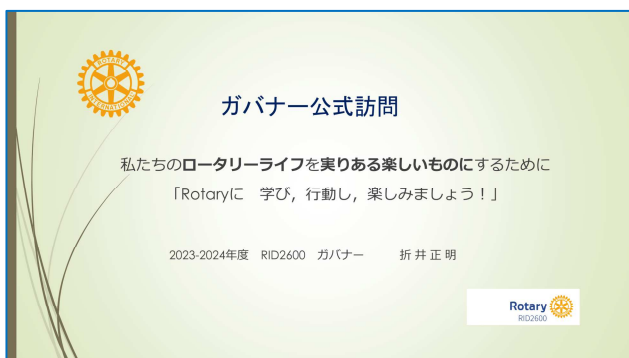 ROTARY
INTERNATIONAL
ガバナー公式訪問
私たちのロータリーライフを実りある楽しいものにするために
「Rotaryに　学び，行動し，楽しみましょう！」
2023-2024年度　RID2600　ガバナー　　折 井 正 明
Rotary
RID2600